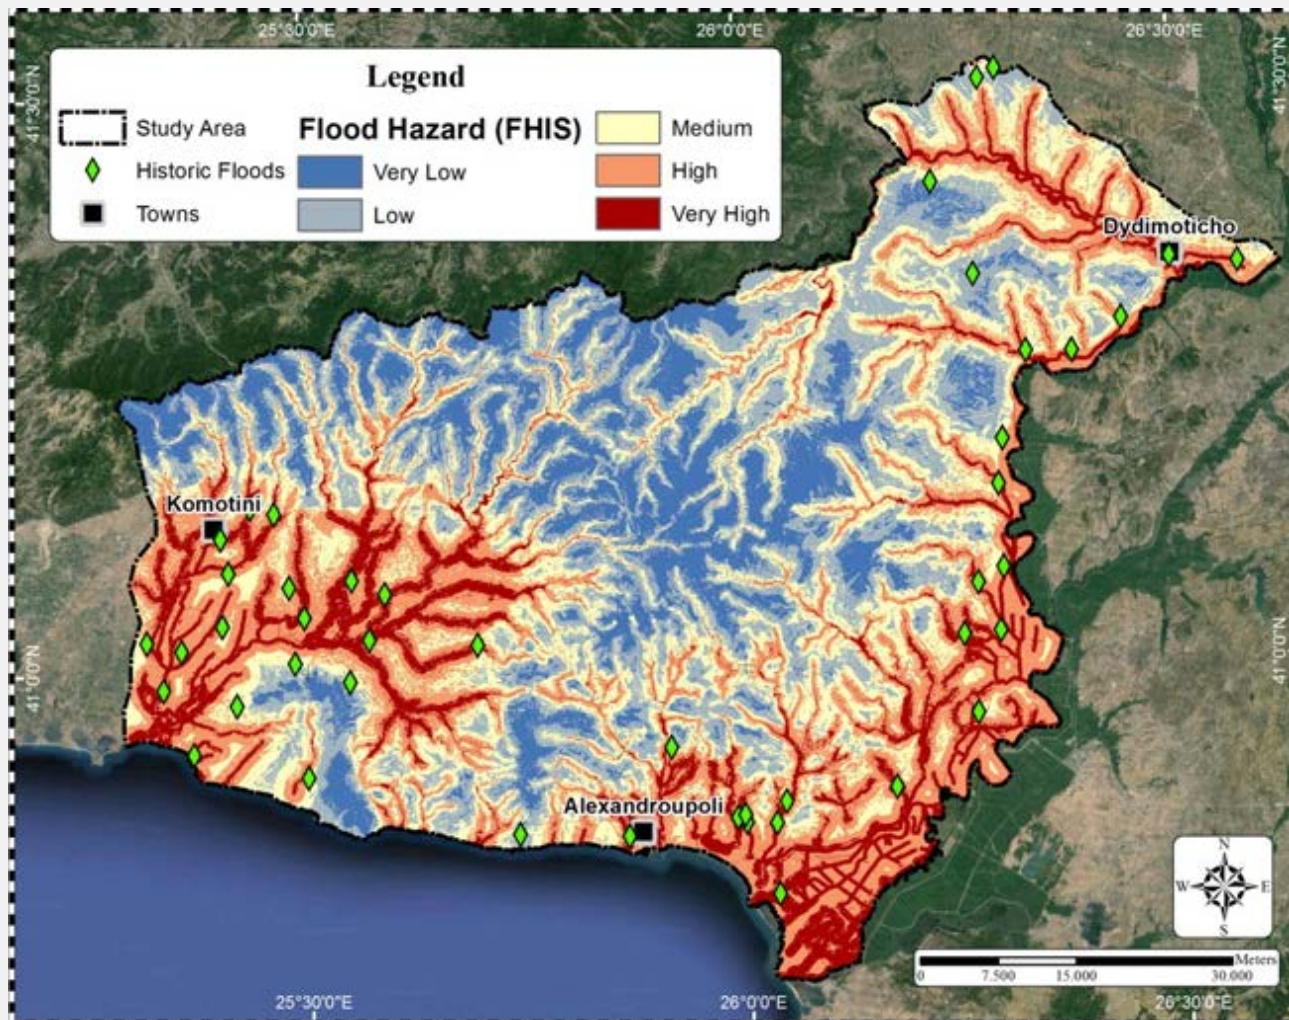 25°30'0"E
26°0'0"E
26°30'0"E
41°30'0"N
41°30'0"N
Legend
Study Area
Historic Floods
Towns
Flood Hazard (FHIS)
Very Low
Low
Medium
High
Very High
Dydimoticho
Komotini
41°0'0"N
41°0'0"N
Alexandroupoli
N
W E
S
Meters
0 7.500 15.000 30.000
25°30'0"E
26°0'0"E
26°30'0"E